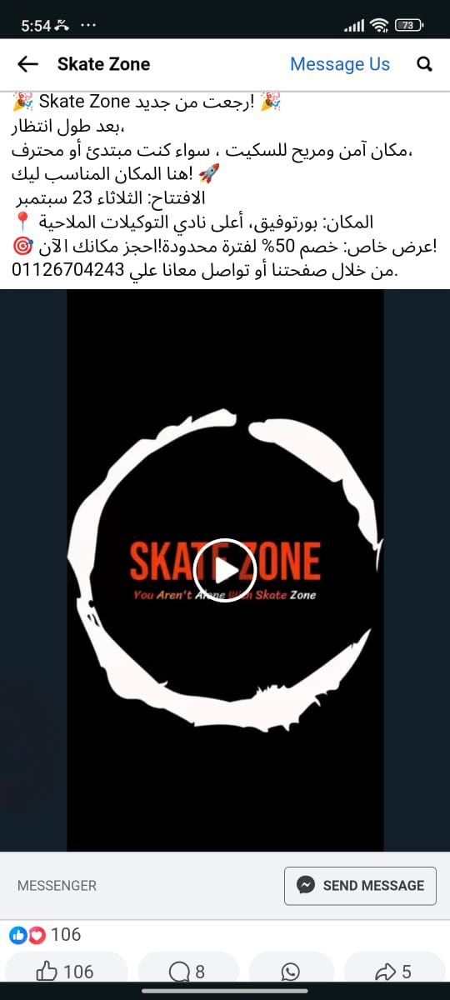 5:54 ... 73
Skate Zone Message Us
🎉 Skate Zone رجعت من جديد! 🎉
بعد طول انتظار،
مكان آمن ومريح للسكيت ، سواء كنت مبتدئ أو محترف،
هنا المكان المناسب ليك! 🚀
الافتتاح: الثلاثاء 23 سبتمبر
📍 المكان: بورتوفيق، أعلى نادي التوكيلات الملاحية
🎯 عرض خاص: خصم 50% لفترة محدودة!احجز مكانك الآن!
من خلال صفحتنا أو تواصل معانا علي 01126704243.
SKATE ZONE
You Aren't Alone With Skate Zone
MESSENGER SEND MESSAGE
106
106 8 5